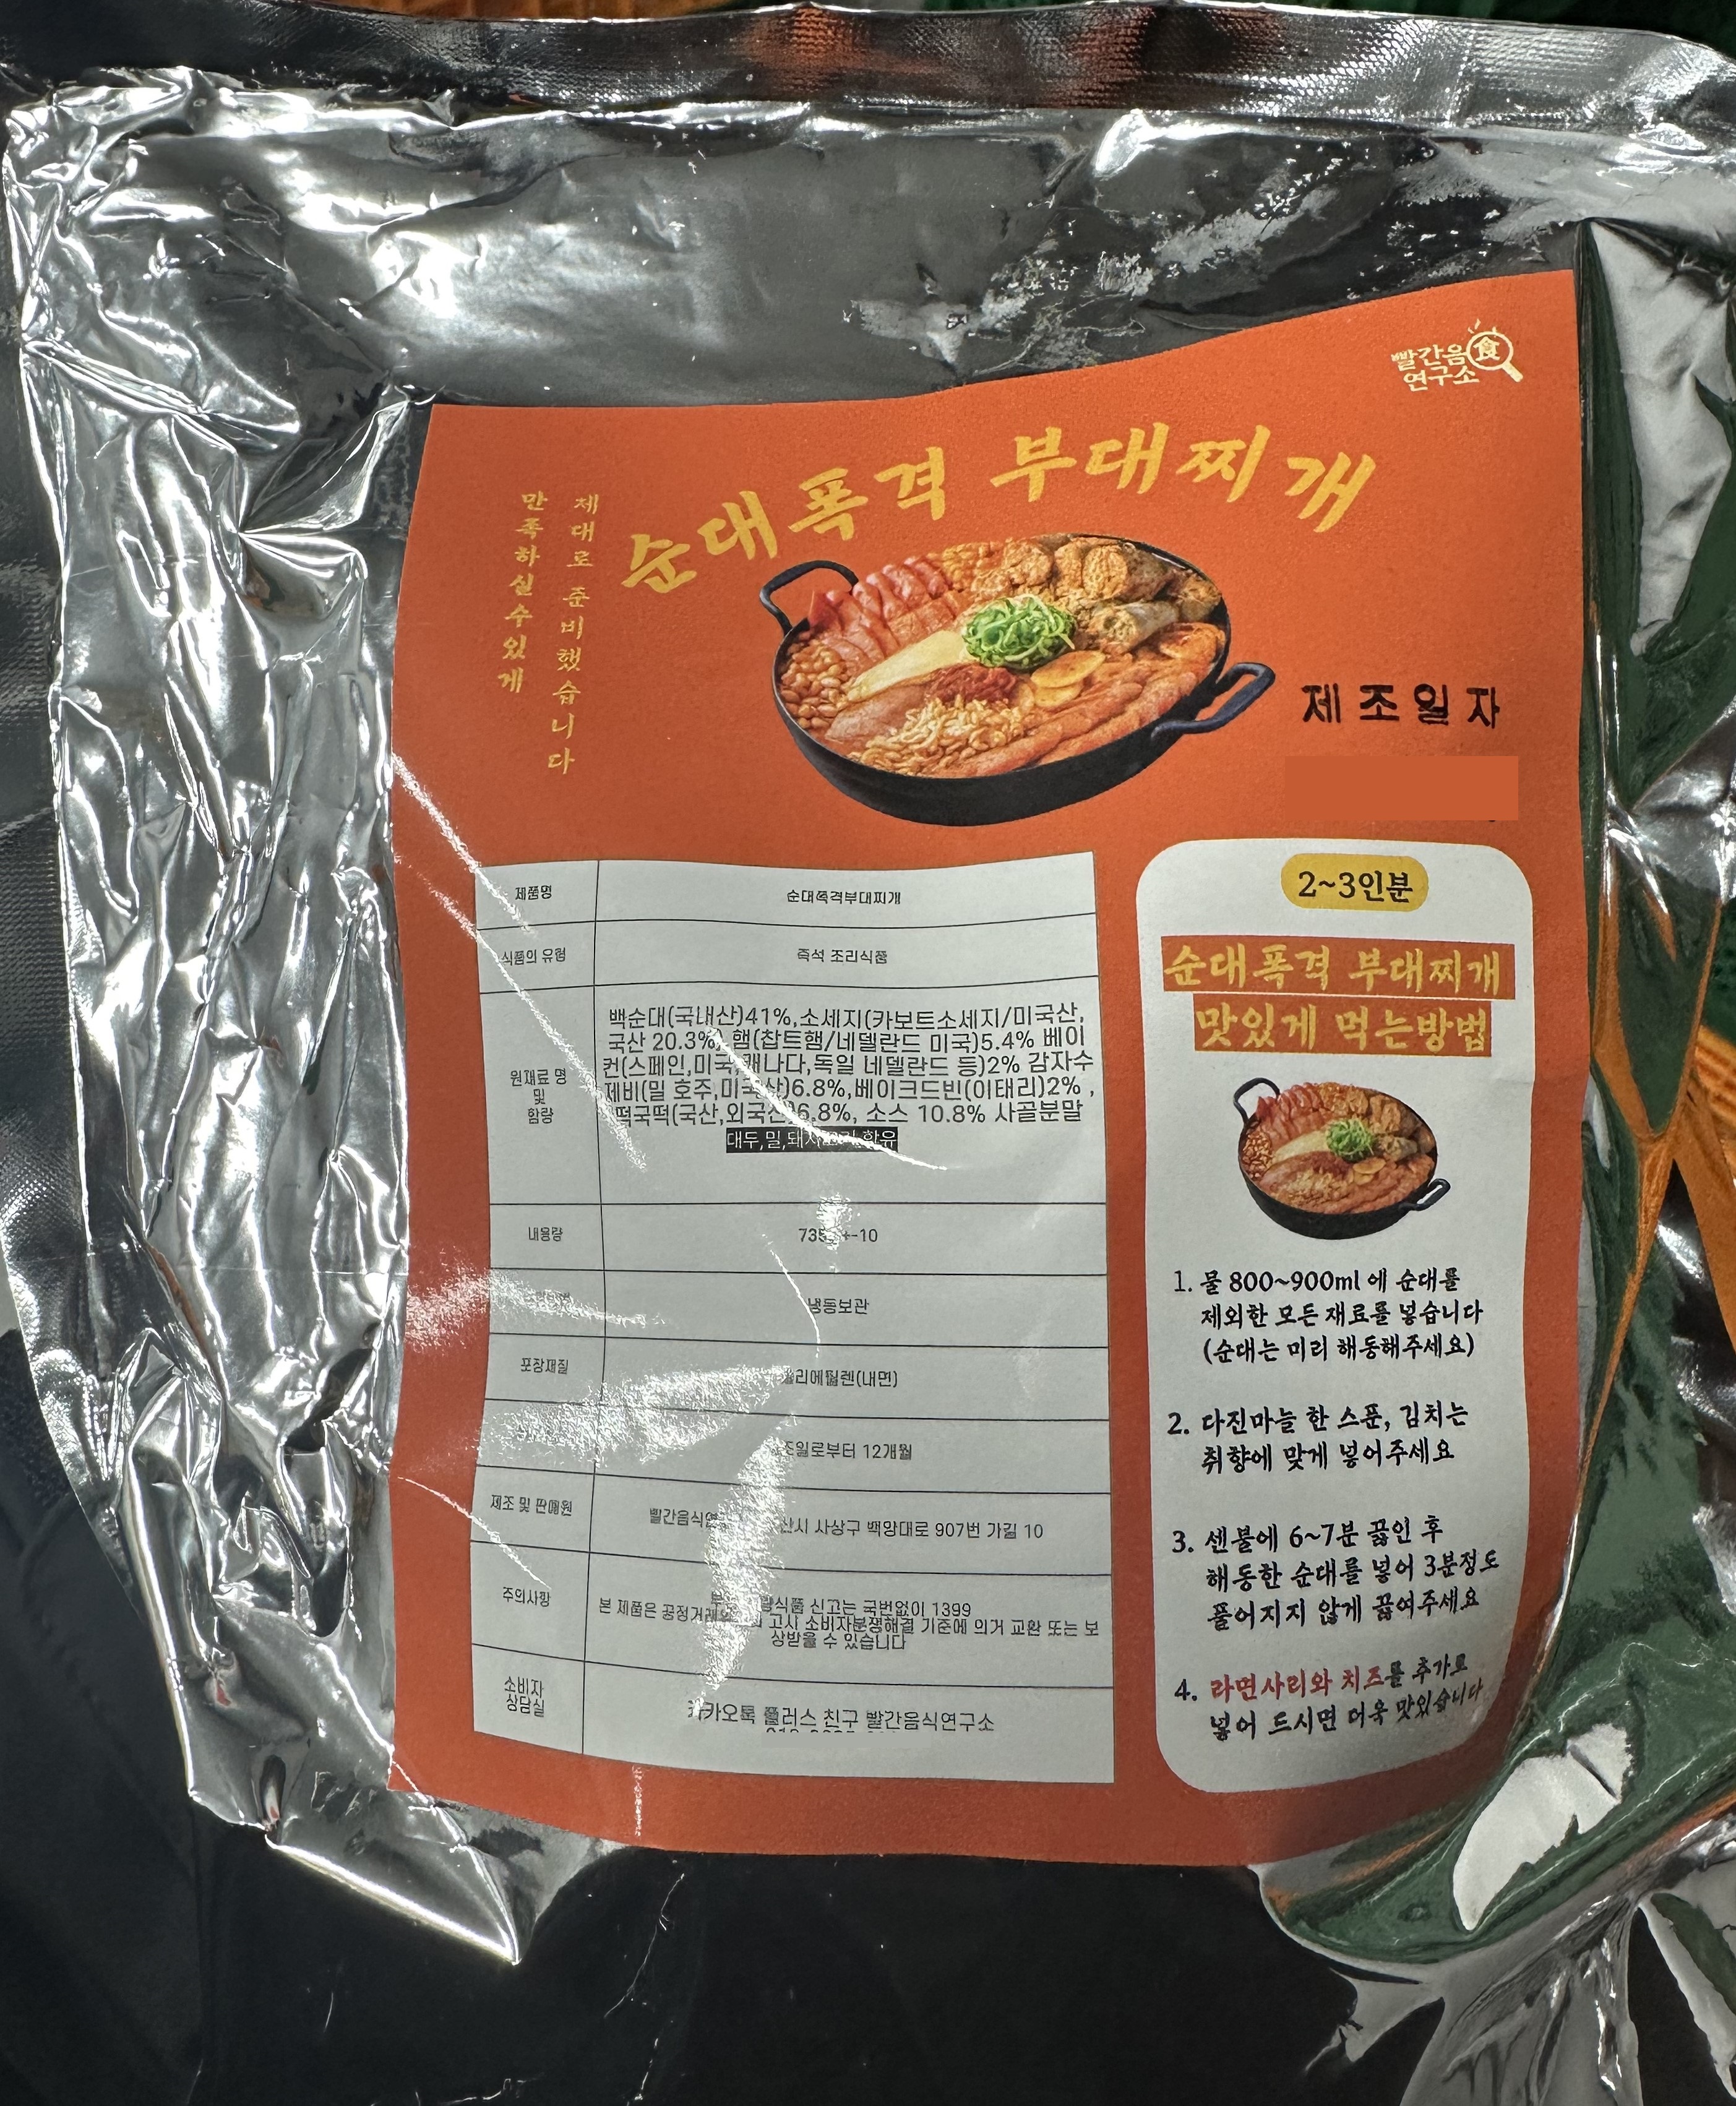 빨간음食
연구소
순대폭격 부대찌개
제대로 준비했습니다
만족하실수있게
제조일자
제품명 순대폭격부대찌개
식품의 유형 즉석 조리식품
원재료 명
및
함량
백순대(국내산)41%,소세지(카보트소세지/미국산,
국산 20.3%), 햄(찹트햄/네델란드 미국)5.4% 베이
컨(스페인,미국,캐나다,독일 네델란드 등)2% 감자수
제비(밀 호주,미국산)6.8%,베이크드빈(이태리)2% ,
떡국떡(국산,외국산)6.8%, 소스 10.8% 사골분말
대두,밀,돼지고기 함유
내용량 +-10
냉동보관
포장재질 (내면)
12개월
제조 및 판매원 사상구 백양대로 907번 가길 10
주의사항
신고는 국번없이 1399
본 제품은 고시 소비자분쟁해결 기준에 의거 교환 또는 보
상받을 수 있습니다
소비자
상담실
카카오톡 플러스 친구 빨간음식연구소
2~3인분
순대폭격 부대찌개
맛있게 먹는방법
1. 물 800~900ml 에 순대를
제외한 모든 재료를 넣습니다
(순대는 미리 해동해주세요)
2. 다진마늘 한 스푼, 김치는
취향에 맞게 넣어주세요
3. 센불에 6~7분 끓인 후
해동한 순대를 넣어 3분정도
풀어지지 않게 끓여주세요
4. 라면사리와 치즈를 추가로
넣어 드시면 더욱 맛있습니다